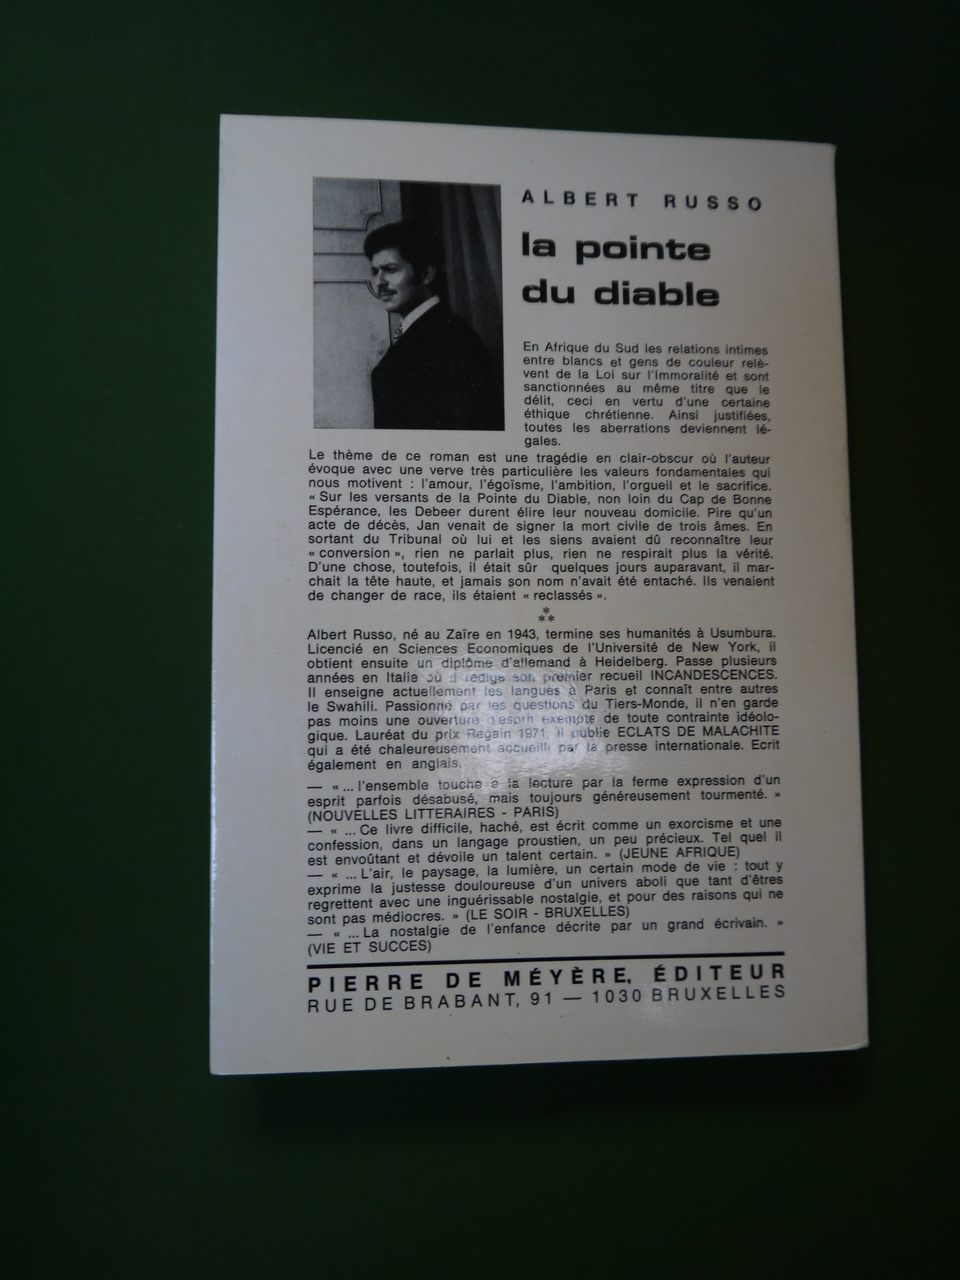 ALBERT RUSSO
la pointe
du diable
En Afrique du Sud les relations intimes
entre blancs et gens de couleur relè-
vent de la Loi sur l'Immoralité et sont
sanctionnées au même titre que le
délit, ceci en vertu d'une certaine
éthique chrétienne. Ainsi justifiées,
toutes les aberrations deviennent lé-
gales.
Le thème de ce roman est une tragédie en clair-obscur où l'auteur
évoque avec une verve très particulière les valeurs fondamentales qui
nous motivent : l'amour, l'égoïsme, l'ambition, l'orgueil et le sacrifice.
« Sur les versants de la Pointe du Diable, non loin du Cap de Bonne
Espérance, les Debeer durent élire leur nouveau domicile. Pire qu'un
acte de décès, Jan venait de signer la mort civile de trois âmes. En
sortant du Tribunal où lui et les siens avaient dû reconnaître leur
« conversion », rien ne parlait plus, rien ne respirait plus la vérité.
D'une chose, toutefois, il était sûr quelques jours auparavant, il mar-
chait la tête haute, et jamais son nom n'avait été entaché. Ils venaient
de changer de race, ils étaient « reclassés ».
*
**
Albert Russo, né au Zaïre en 1943, termine ses humanités à Usumbura.
Licencié en Sciences Economiques de l'Université de New York, il
obtient ensuite un diplôme d'allemand à Heidelberg. Passe plusieurs
années en Italie où il rédige son premier recueil INCANDESCENCES.
Il enseigne actuellement les langues à Paris et connaît entre autres
le Swahili. Passionné par les questions du Tiers-Monde, il n'en garde
pas moins une ouverture d'esprit exempte de toute contrainte idéolo-
gique. Lauréat du prix Regain 1971, il publie ECLATS DE MALACHITE
qui a été chaleureusement accueilli par la presse internationale. Ecrit
également en anglais.
— « ... l'ensemble touche à la lecture par la ferme expression d'un
esprit parfois désabusé, mais toujours généreusement tourmenté. »
(NOUVELLES LITTERAIRES - PARIS)
— « ... Ce livre difficile, haché, est écrit comme un exorcisme et une
confession, dans un langage proustien, un peu précieux. Tel quel il
est envoûtant et dévoile un talent certain. » (JEUNE AFRIQUE)
— « ... L'air, le paysage, la lumière, un certain mode de vie : tout y
exprime la justesse douloureuse d'un univers aboli que tant d'êtres
regrettent avec une inguérissable nostalgie, et pour des raisons qui ne
sont pas médiocres. » (LE SOIR - BRUXELLES)
— « ... La nostalgie de l'enfance décrite par un grand écrivain. »
(VIE ET SUCCES)
PIERRE DE MÉYÈRE, ÉDITEUR
RUE DE BRABANT, 91 — 1030 BRUXELLES